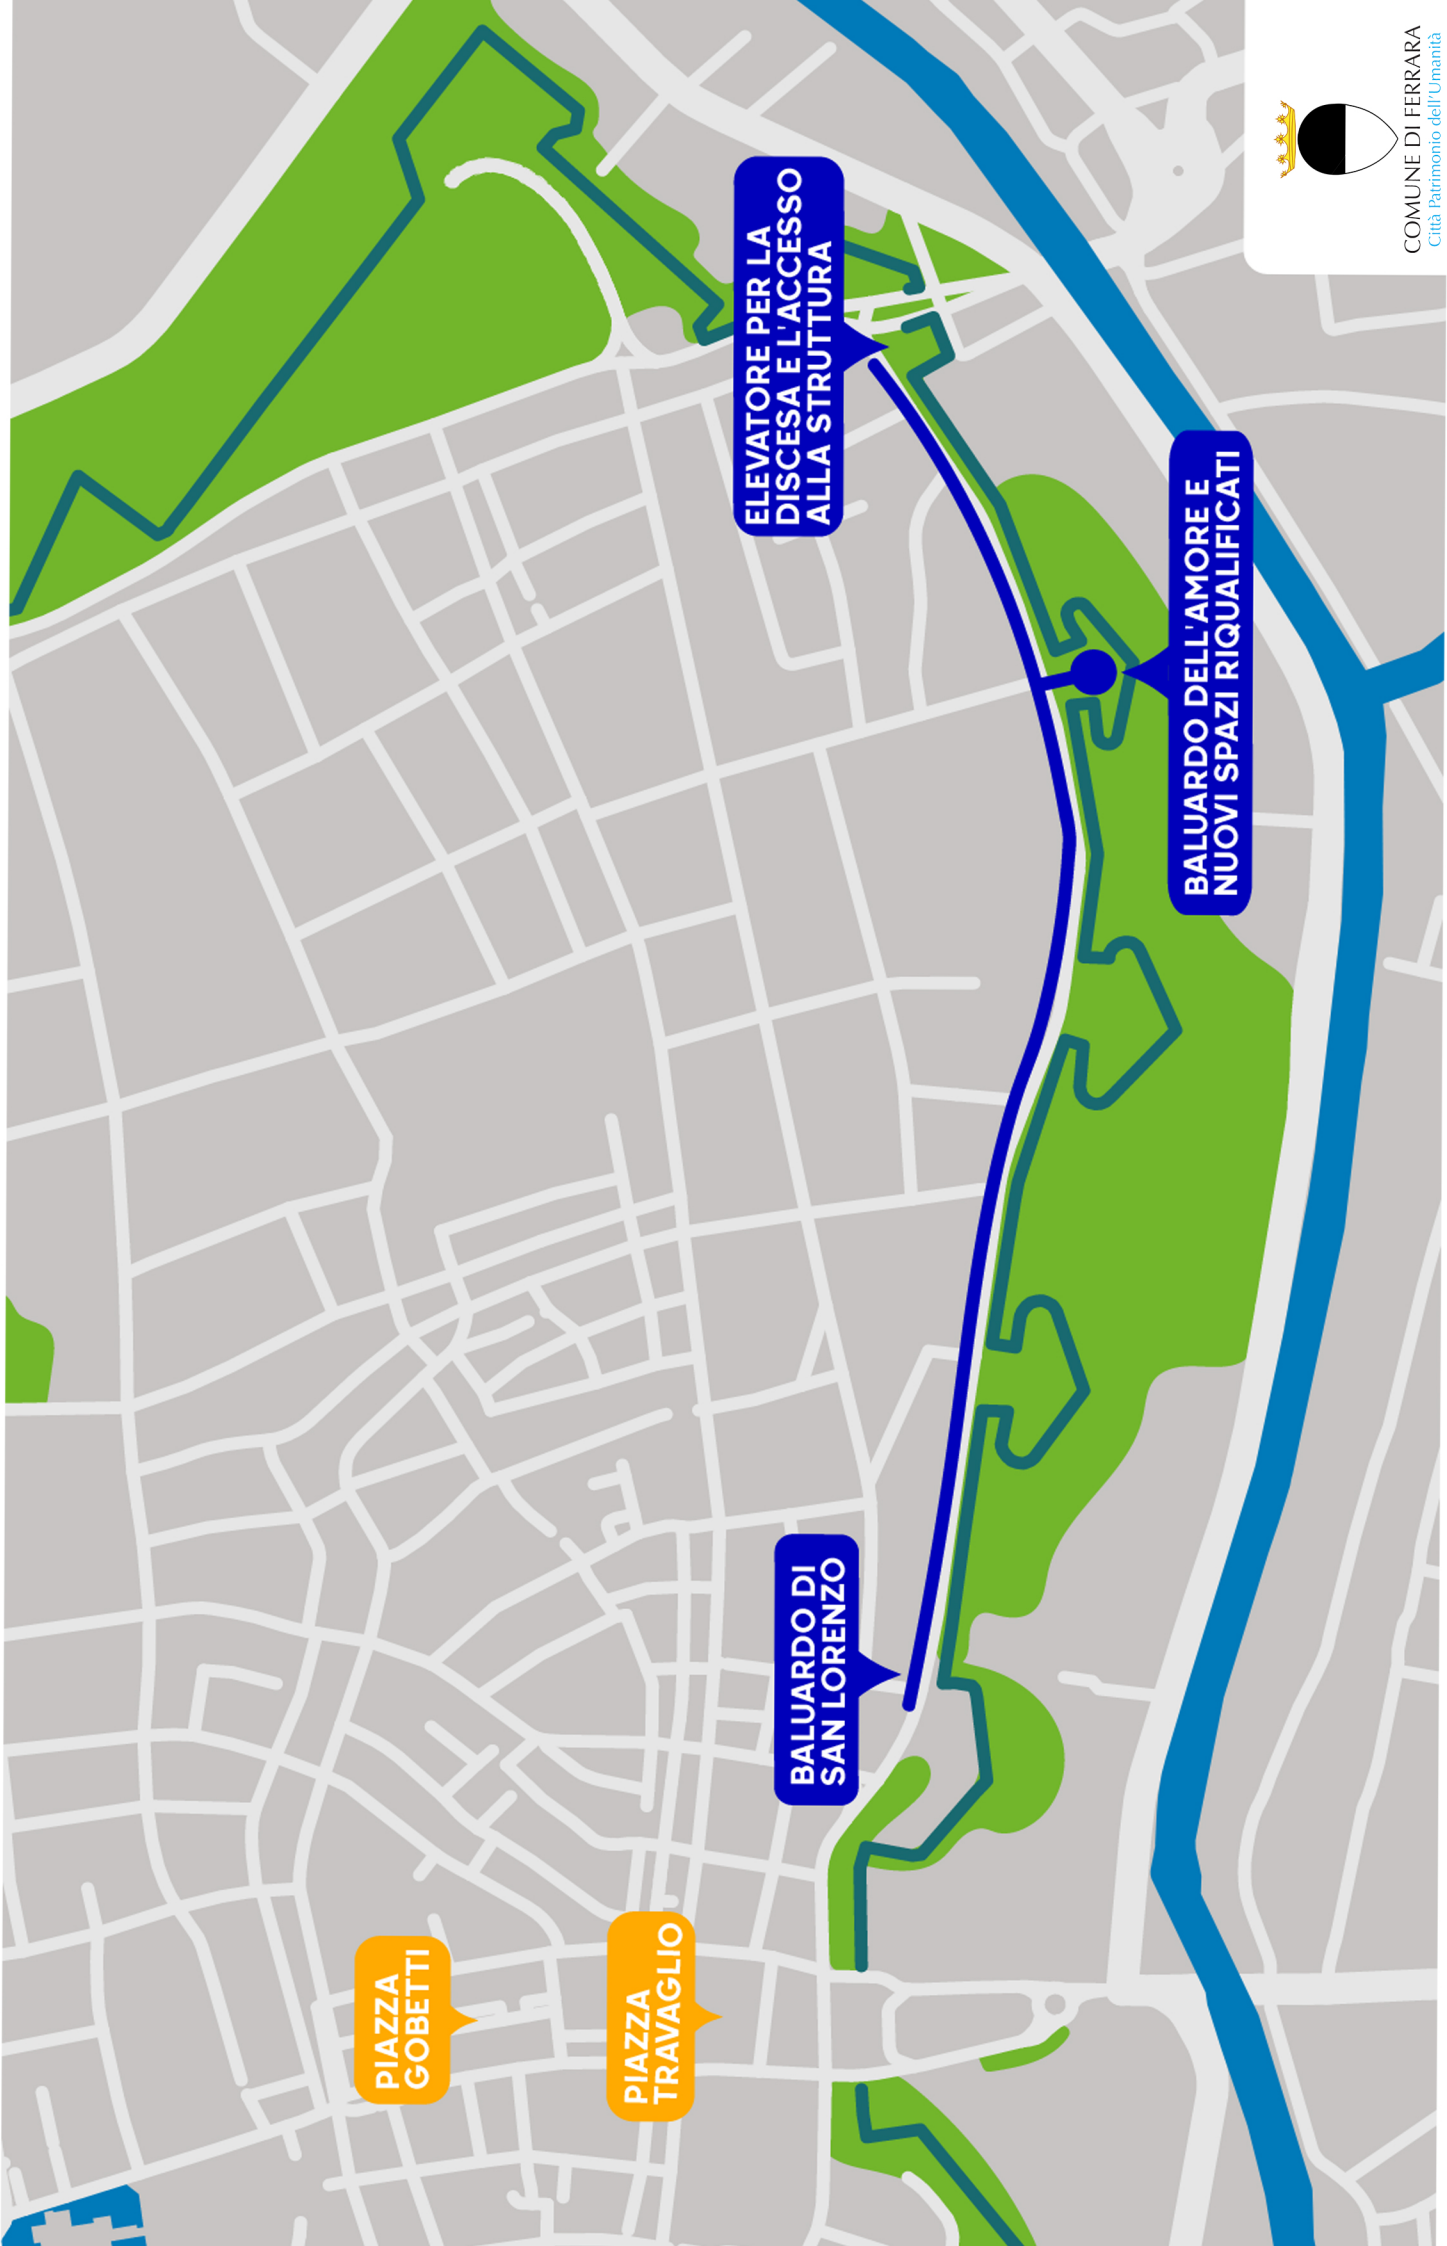 PIAZZA
GOBETTI
PIAZZA
TRAVAGLIO
BALUARDO DI
SAN LORENZO
ELEVATORE PER LA
DISCESA E L'ACCESSO
ALLA STRUTTURA
BALUARDO DELL'AMORE E
NUOVI SPAZI RIQUALIFICATI
COMUNE DI FERRARA
Città Patrimonio dell'Umanità